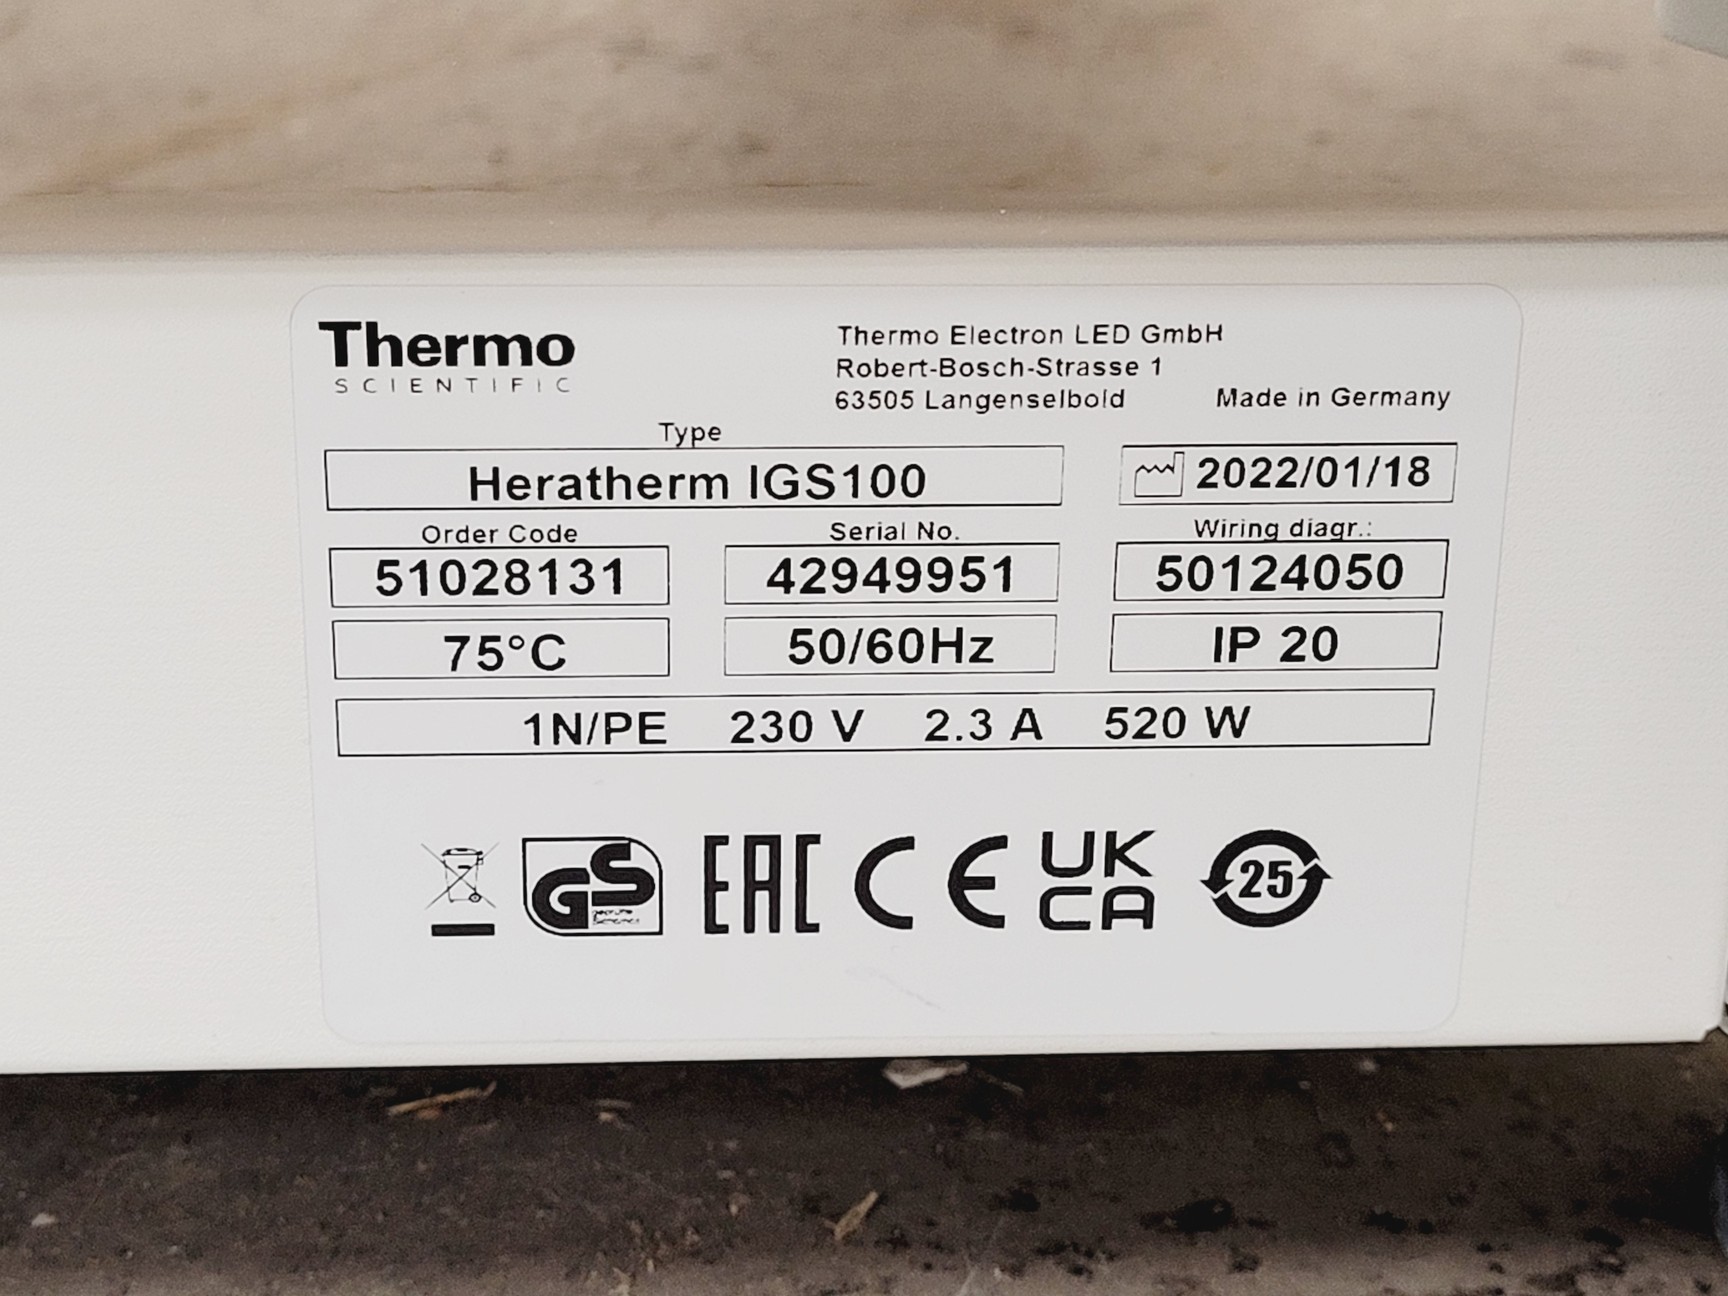 Thermo
SCIENTIFIC
Thermo Electron LED GmbH
Robert-Bosch-Strasse 1
63505 Langenselbold
Made in Germany
Type
Heratherm IGS100
2022/01/18
Order Code
Serial No.
Wiring diagr.:
51028131
42949951
50124050
75°C
50/60Hz
IP 20
1N/PE 230 V 2.3 A 520 W
GS
EAC
CE
UK
CA
25